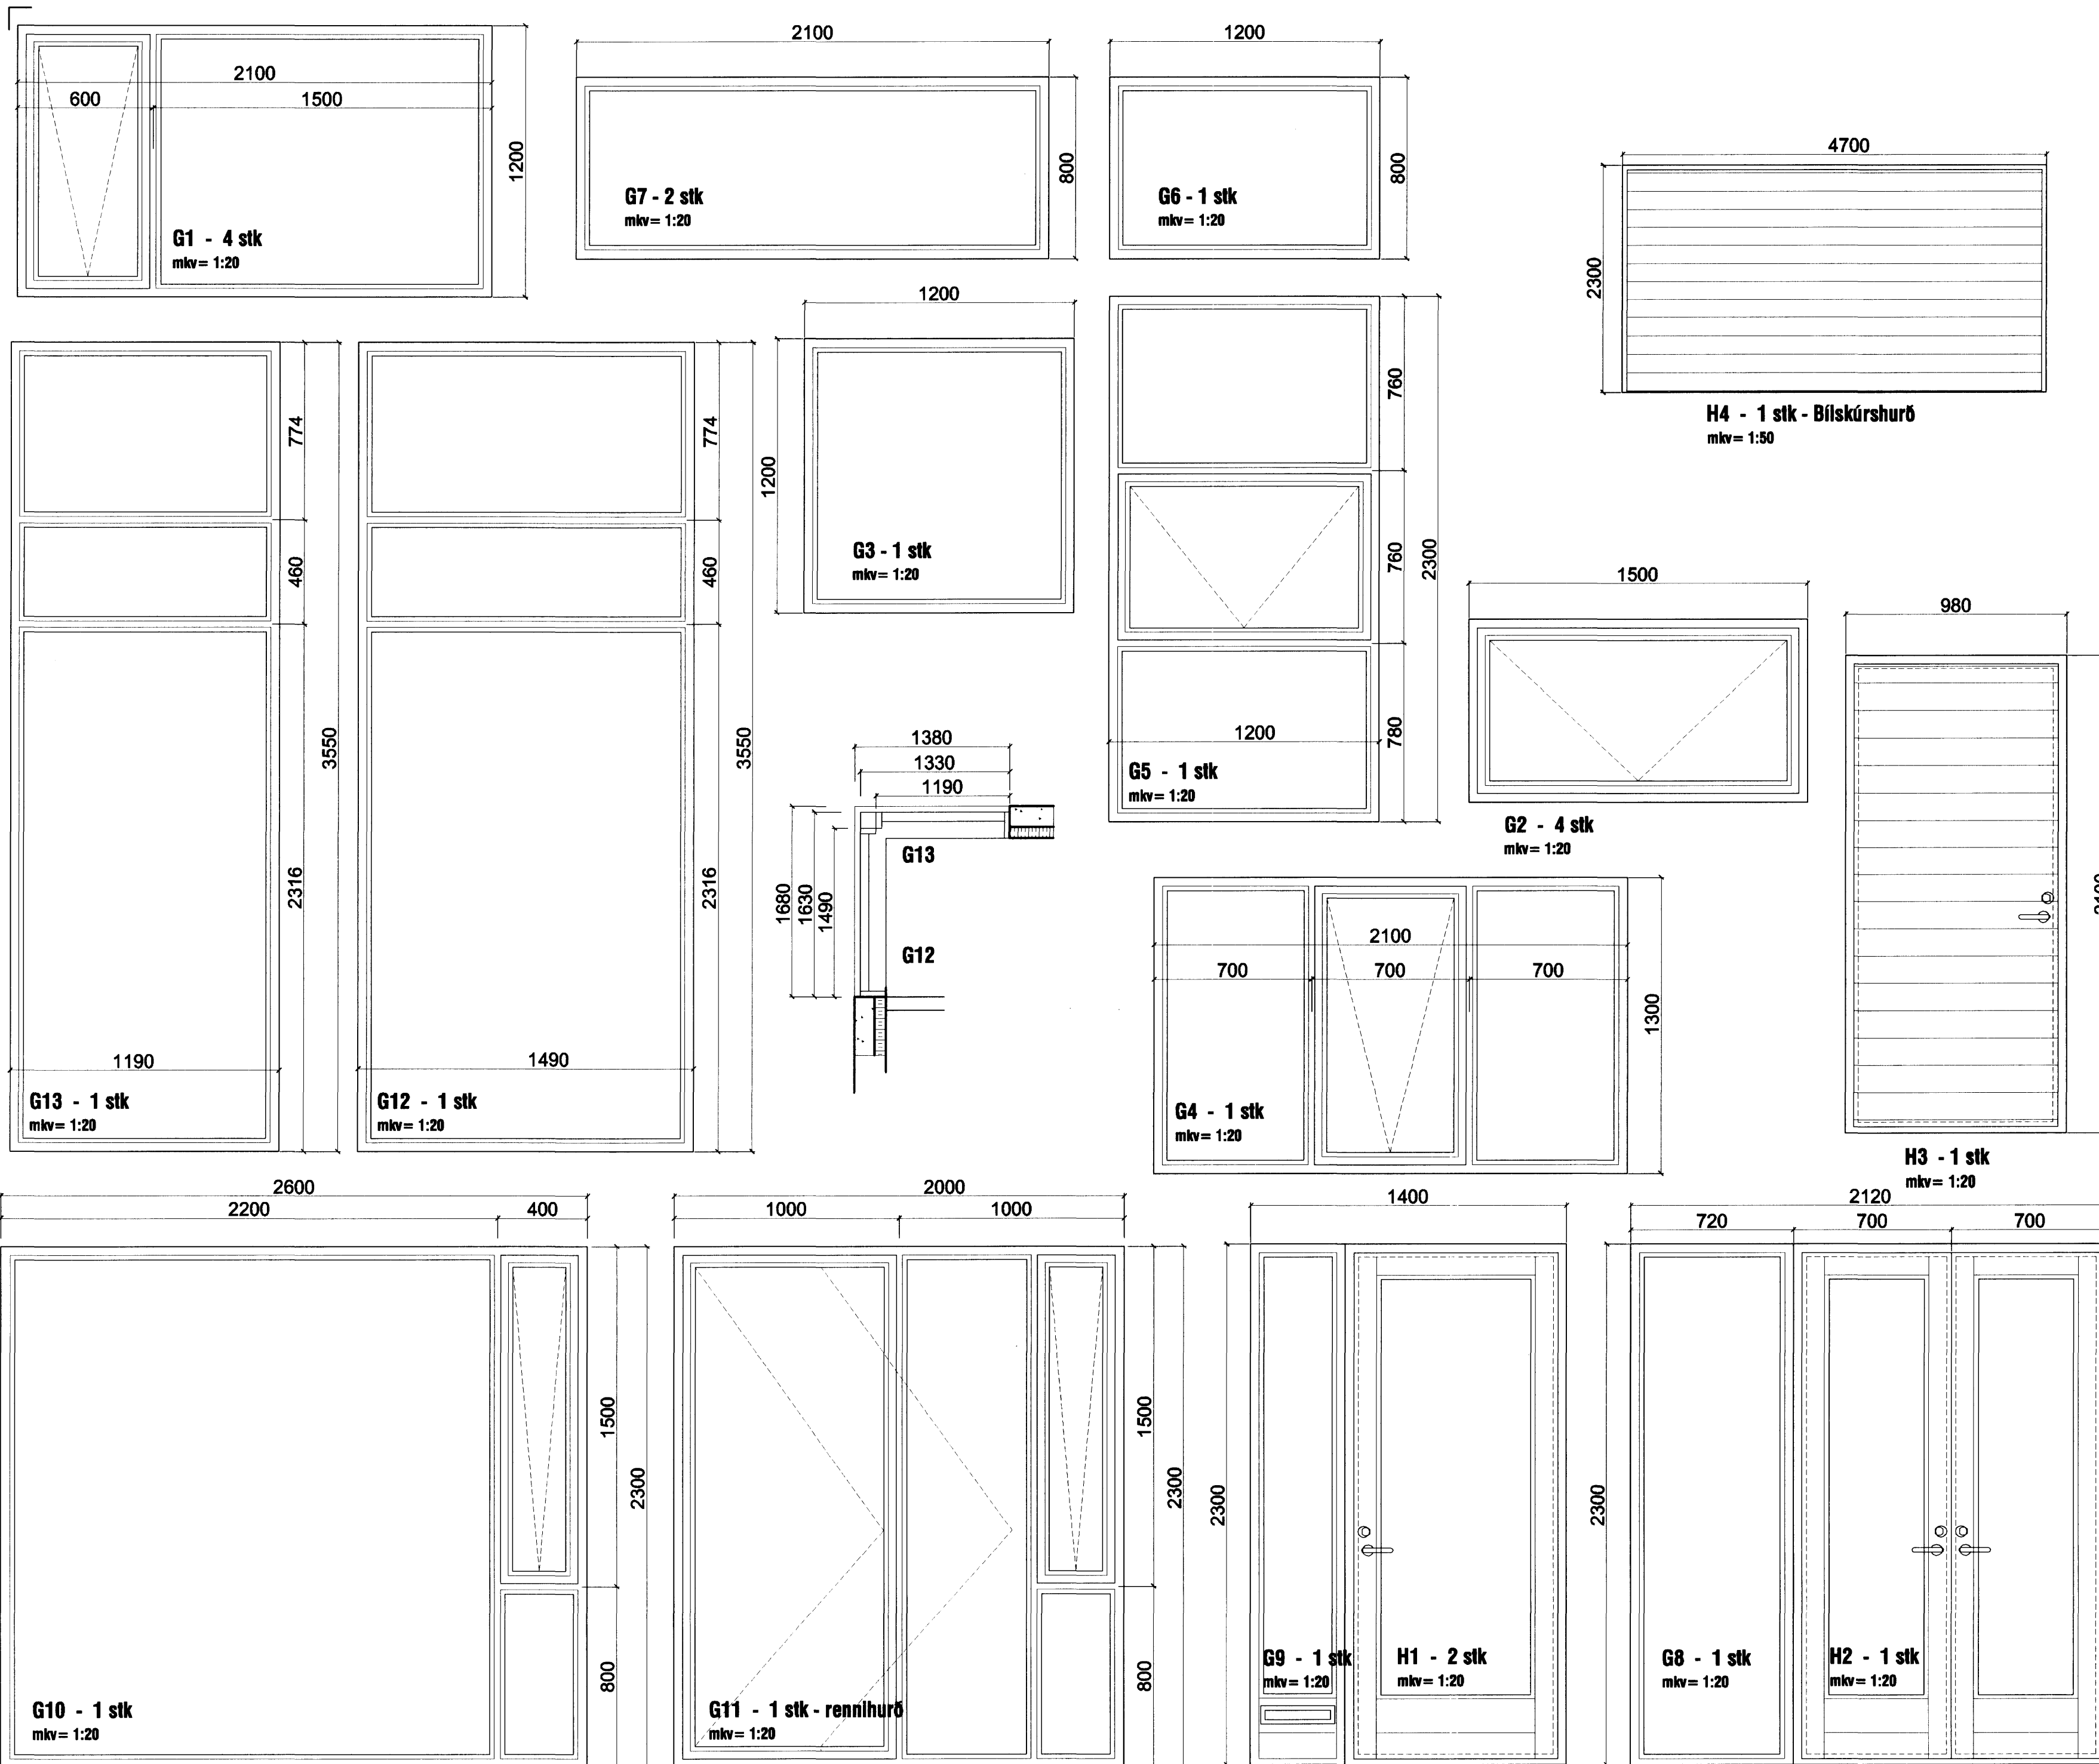 2100
600
1500
1200
G1 - 4 stk
mkv= 1:20
2100
800
G7 - 2 stk
mkv= 1:20
1200
800
G6 - 1 stk
mkv= 1:20
4700
2300
H4 - 1 stk - Bílskúrshurð
mkv= 1:50
774
460
2316
3550
1190
G13 - 1 stk
mkv= 1:20
774
460
2316
3550
1490
G12 - 1 stk
mkv= 1:20
1200
1200
G3 - 1 stk
mkv= 1:20
760
760
780
2300
1200
G5 - 1 stk
mkv= 1:20
1500
G2 - 4 stk
mkv= 1:20
980
H3 - 1 stk
mkv= 1:20
1380
1330
1190
1680
1630
1490
G13
G12
2100
700
700
700
1300
G4 - 1 stk
mkv= 1:20
2600
2200
400
1500
800
2300
G10 - 1 stk
mkv= 1:20
2000
1000
1000
1500
800
2300
G11 - 1 stk - rennihurð
mkv= 1:20
1400
2300
G9 - 1 stk
mkv= 1:20
H1 - 2 stk
mkv= 1:20
2120
720
700
700
2300
G8 - 1 stk
mkv= 1:20
H2 - 1 stk
mkv= 1:20